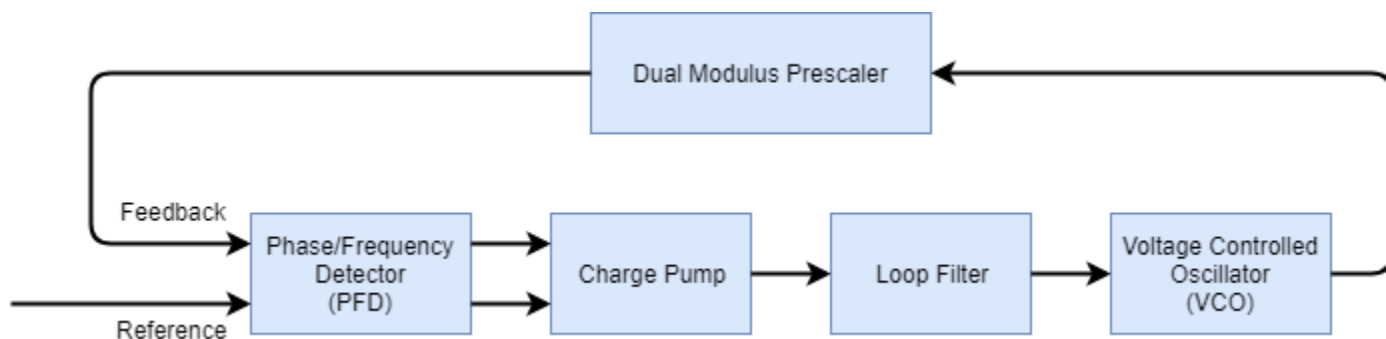 Dual Modulus Prescaler
Feedback
Phase/Frequency
Detector
(PFD)
Charge Pump
Loop Filter
Voltage Controlled
Oscillator
(VCO)
Reference